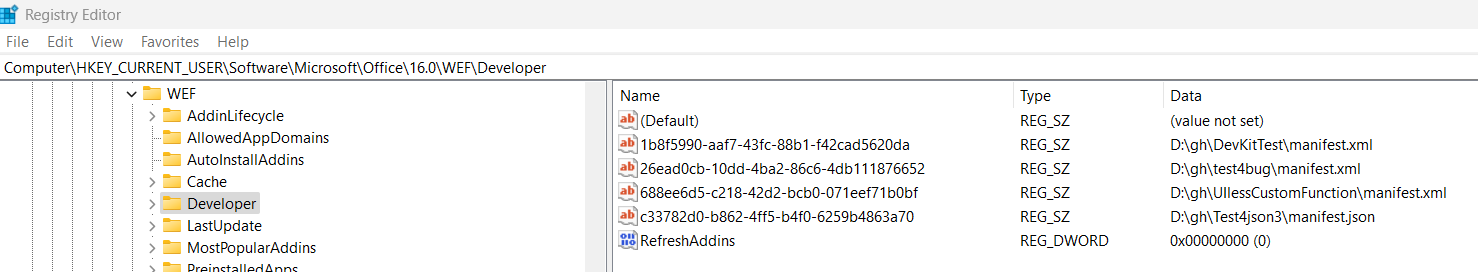 Registry Editor
File Edit View Favorites Help
Computer\HKEY_CURRENT_USER\Software\Microsoft\Office\16.0\WEF\Developer
WEF
AddinLifecycle
AllowedAppDomains
AutoInstallAddins
Cache
Developer
LastUpdate
MostPopularAddins
PreinstalledApps
Name Type Data
(Default) REG_SZ (value not set)
1b8f5990-aaf7-43fc-88b1-f42cad5620da REG_SZ D:\gh\DevKitTest\manifest.xml
26ead0cb-10dd-4ba2-86c6-4db111876652 REG_SZ D:\gh\test4bug\manifest.xml
688ee6d5-c218-42d2-bcb0-071eef71b0bf REG_SZ D:\gh\UIlessCustomFunction\manifest.xml
c33782d0-b862-4ff5-b4f0-6259b4863a70 REG_SZ D:\gh\Test4json3\manifest.json
RefreshAddins REG_DWORD 0x00000000 (0)